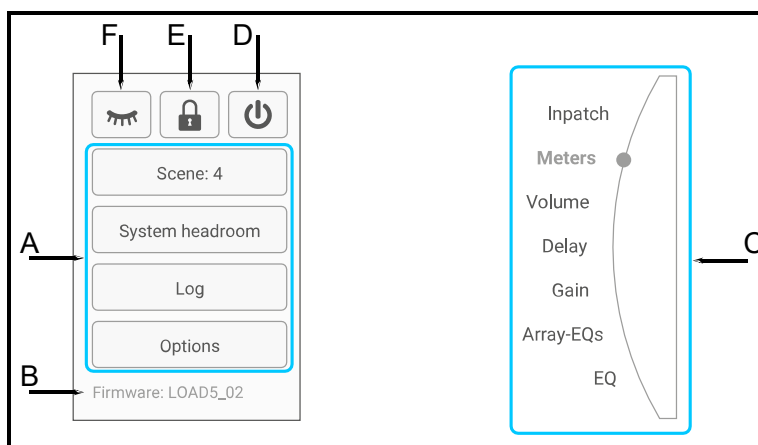 F E D
Scene: 4
System headroom
A
Log
Options
B
Firmware: LOAD5_02
Inpatch
Meters
Volume
Delay
C
Gain
Array-EQs
EQ